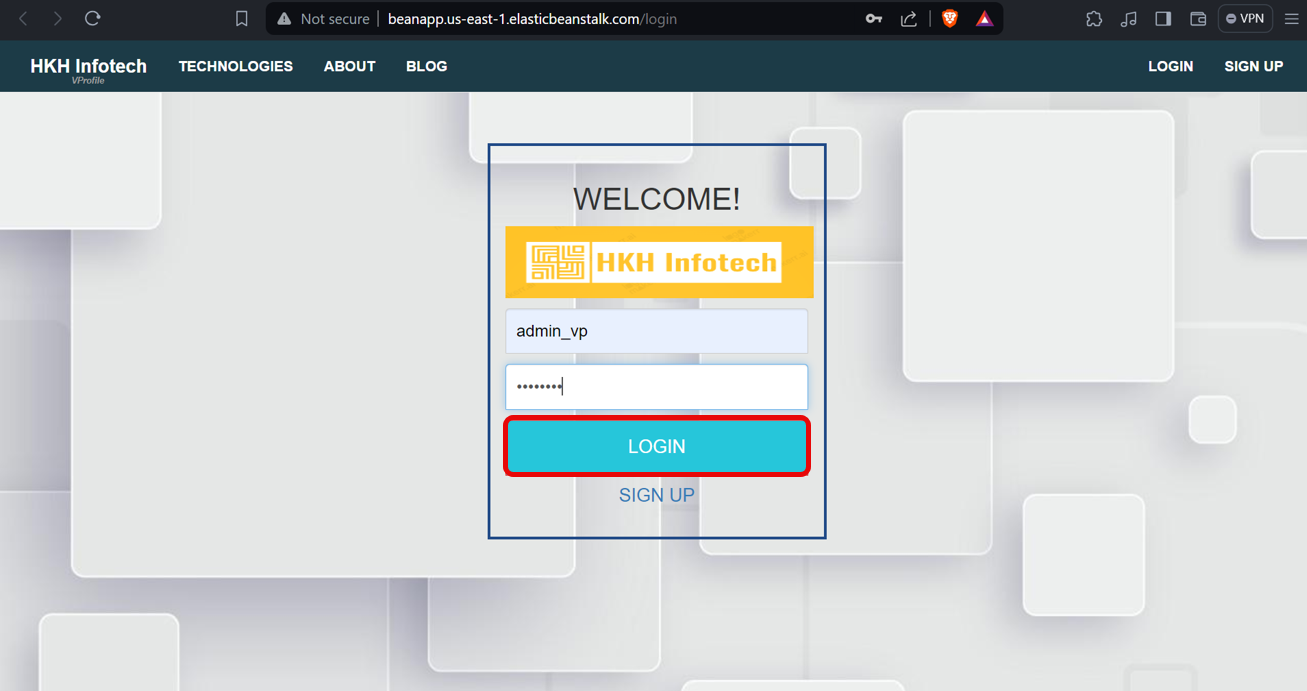 Not secure beanapp.us-east-1.elasticbeanstalk.com/login VPN
HKH Infotech TECHNOLOGIES ABOUT BLOG LOGIN SIGN UP
VProfile
WELCOME!
HKH Infotech
admin_vp
••••••••
LOGIN
SIGN UP